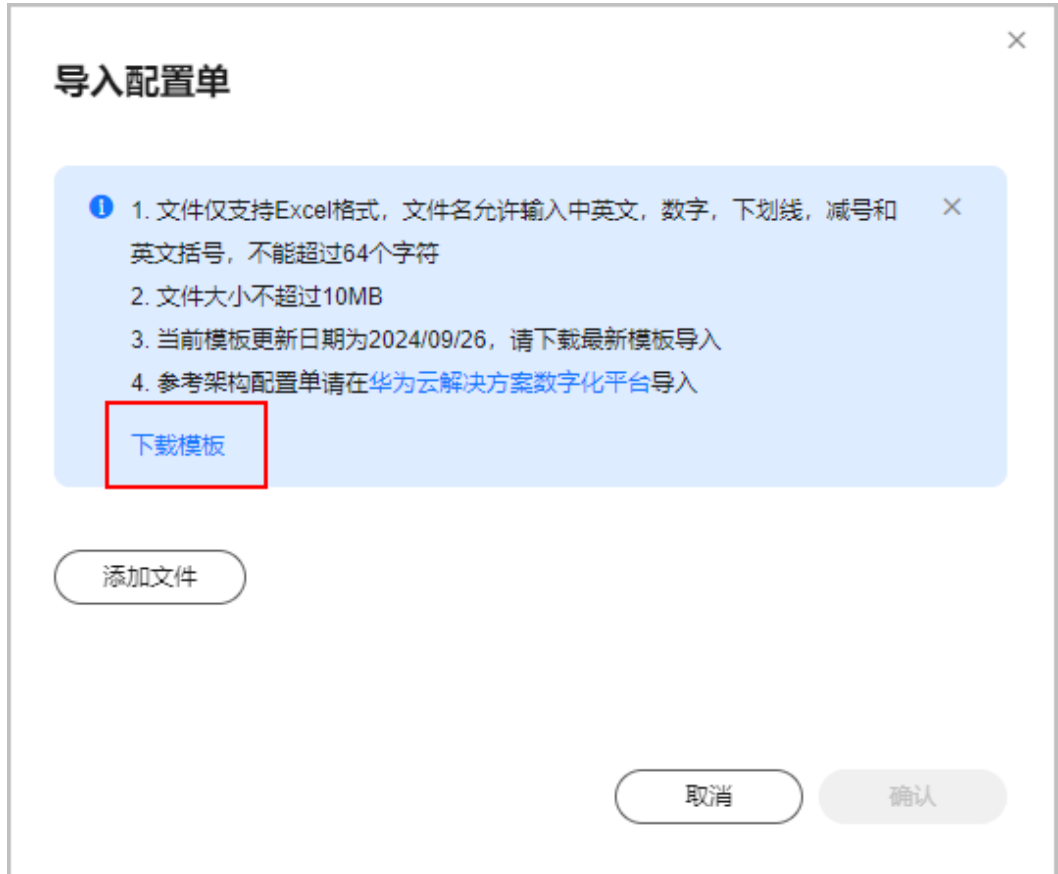 导入配置单
1. 文件仅支持Excel格式，文件名允许输入中英文，数字，下划线，减号和
英文括号，不能超过64个字符
2. 文件大小不超过10MB
3. 当前模板更新日期为2024/09/26，请下载最新模板导入
4. 参考架构配置单请在华为云解决方案数字化平台导入
下载模板
添加文件
取消
确认